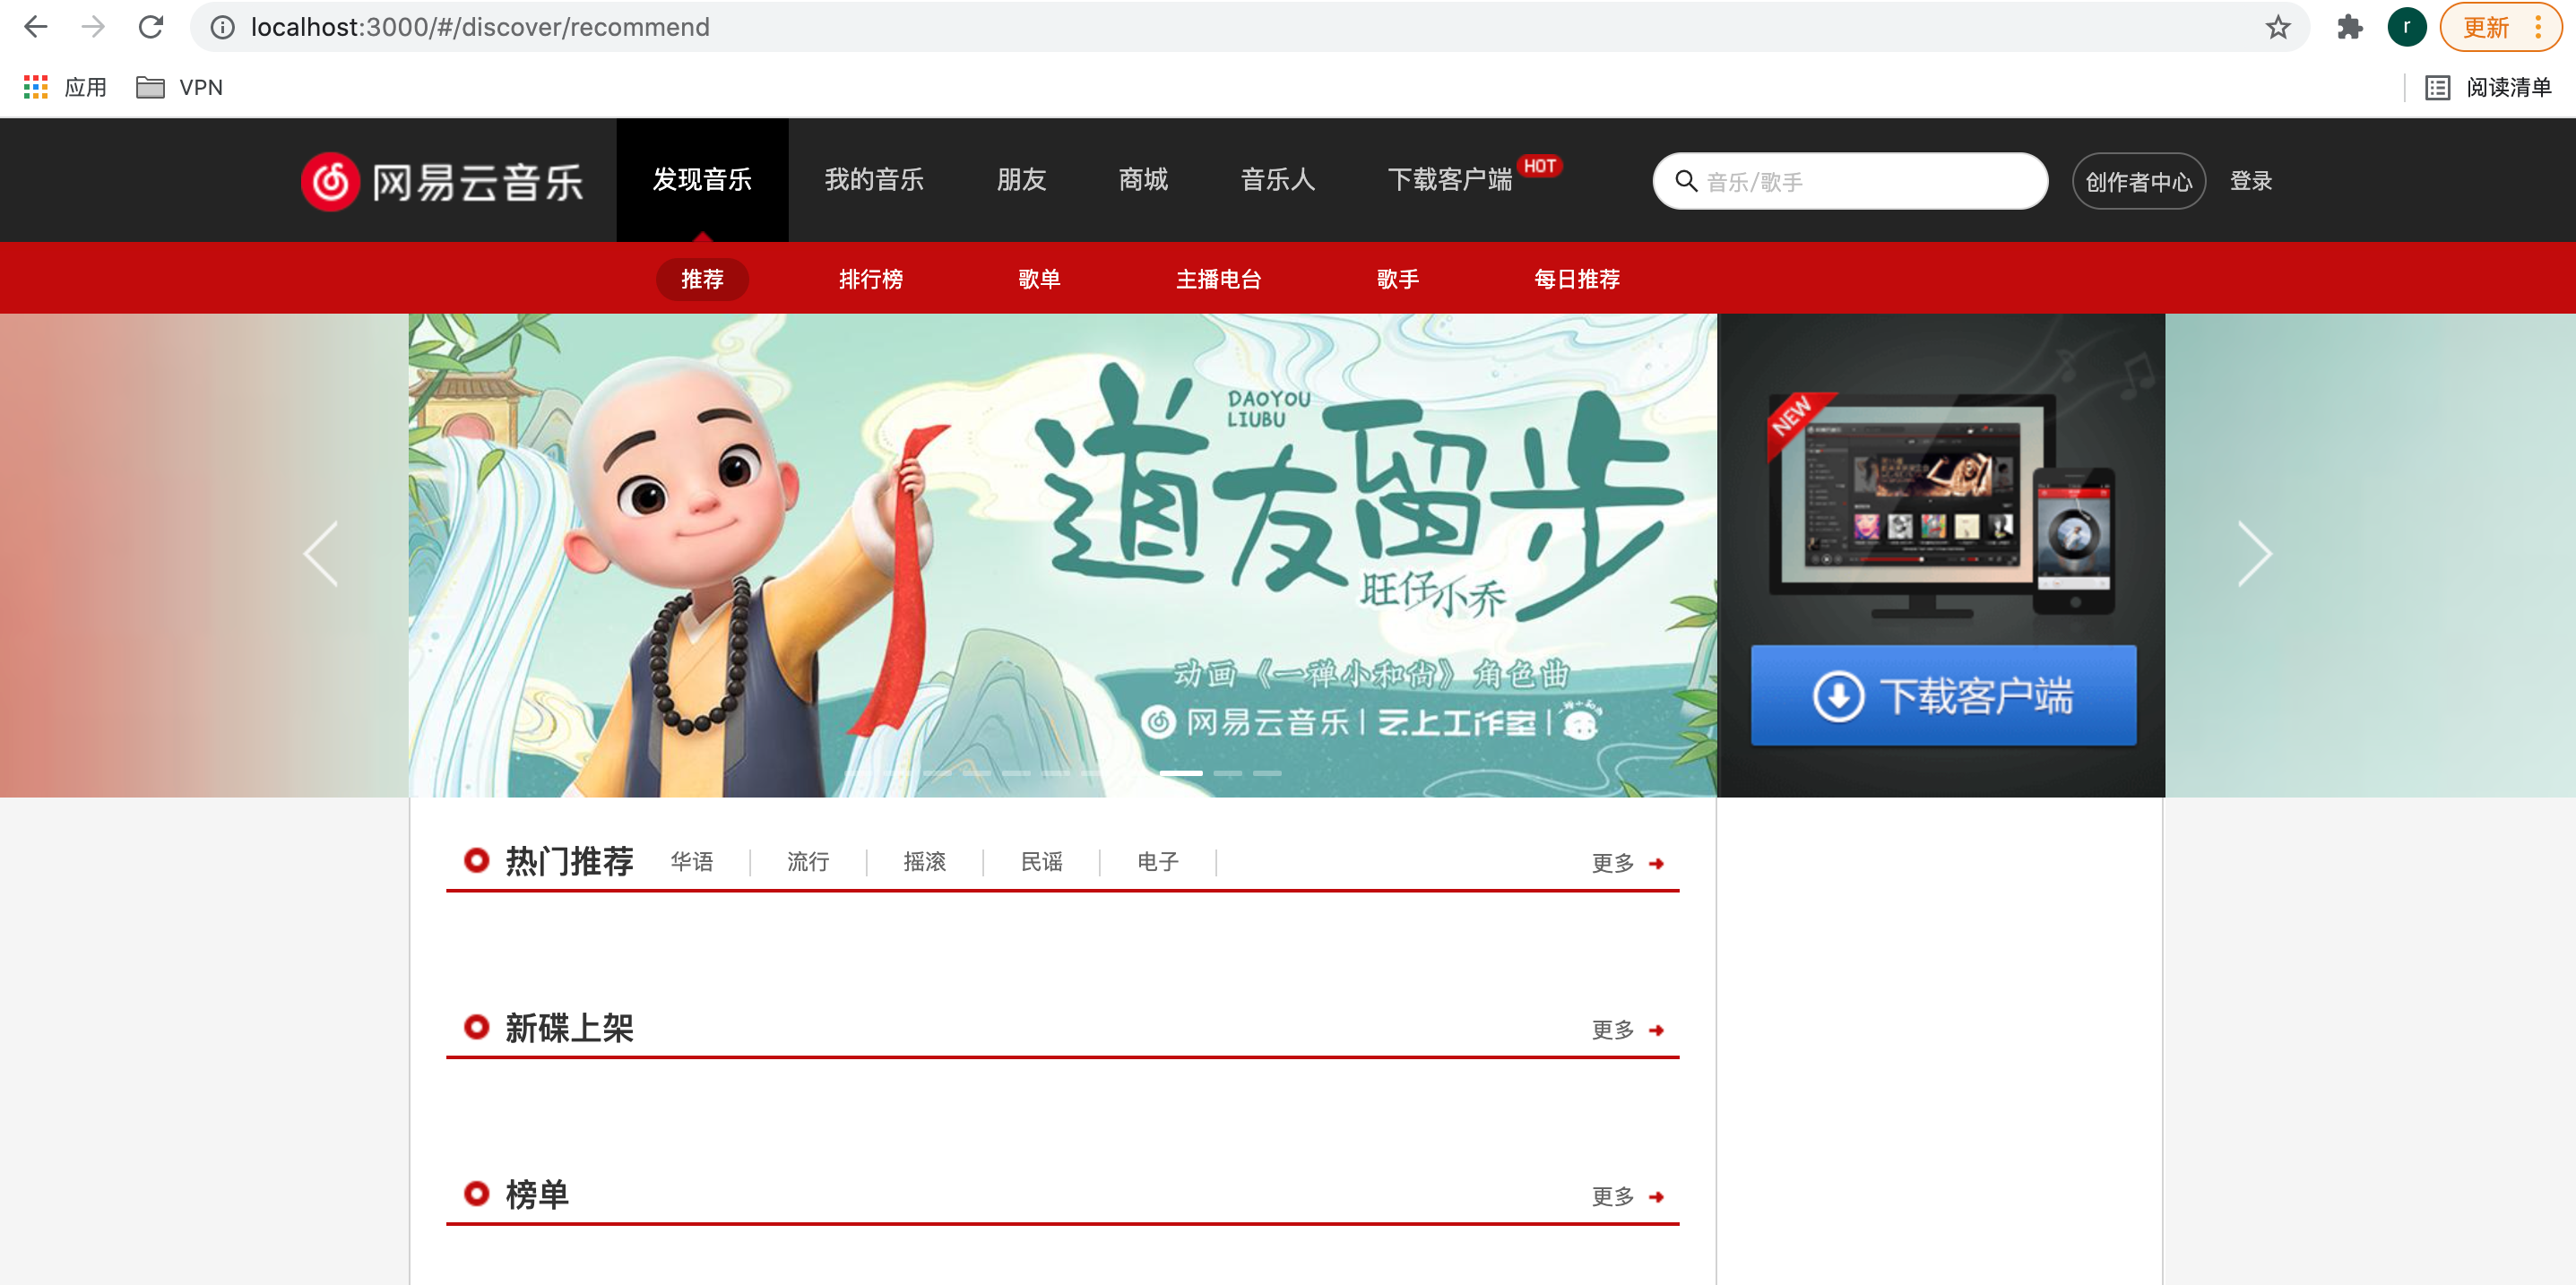 localhost:3000/#/discover/recommend
r
更新
应用
VPN
阅读清单
网易云音乐
发现音乐
我的音乐
朋友
商城
音乐人
下载客户端
HOT
音乐/歌手
创作者中心
登录
推荐
排行榜
歌单
主播电台
歌手
每日推荐
DAOYOU
LIUBU
道友留步
旺仔小乔
动画《一禅小和尚》角色曲
网易云音乐 | 云上工作室 |
NEW
下载客户端
热门推荐
华语
流行
摇滚
民谣
电子
更多
新碟上架
更多
榜单
更多